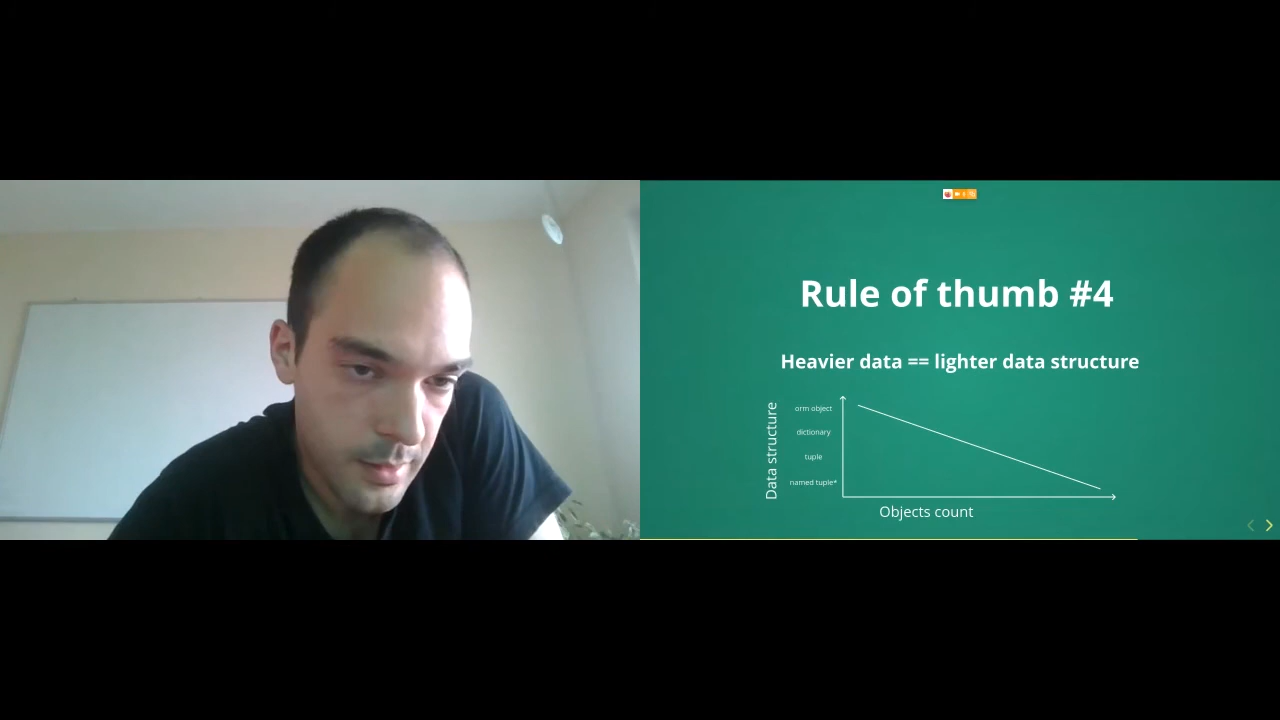 Rule of thumb #4
Heavier data == lighter data structure
Data structure
orm object
dictionary
tuple
named tuple*
Objects count